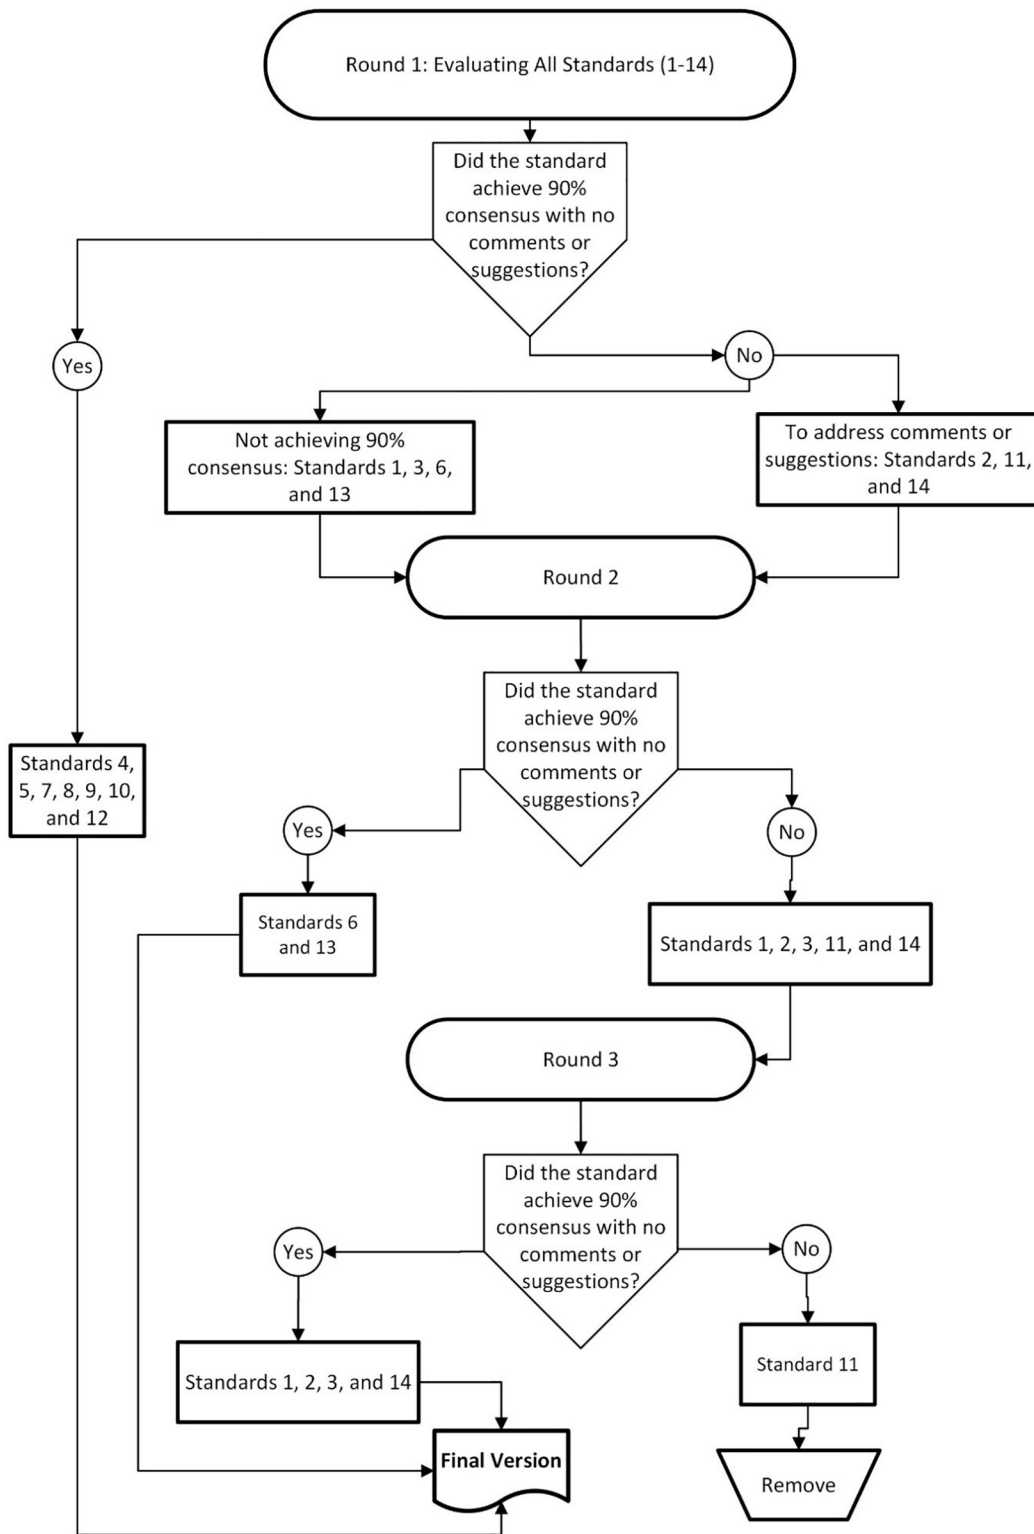 Round 1: Evaluating All Standards (1-14)
Did the standard
achieve 90%
consensus with no
comments or
suggestions?
Yes
No
Not achieving 90%
consensus: Standards 1, 3, 6,
and 13
To address comments or
suggestions: Standards 2, 11,
and 14
Round 2
Did the standard
achieve 90%
consensus with no
comments or
suggestions?
Standards 4,
5, 7, 8, 9, 10,
and 12
Yes
No
Standards 6
and 13
Standards 1, 2, 3, 11, and 14
Round 3
Did the standard
achieve 90%
consensus with no
comments or
suggestions?
Yes
No
Standards 1, 2, 3, and 14
Standard 11
Final Version
Remove